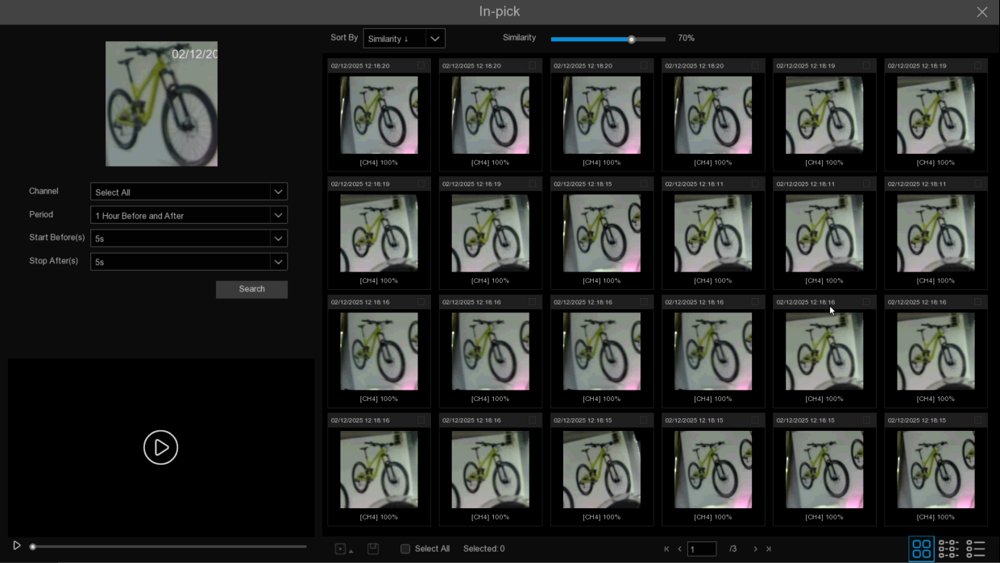 In-pick
02/12/20
Channel
Select All
Period
1 Hour Before and After
Start Before(s)
5s
Stop After(s)
5s
Search
Sort By
Similarity ↓
Similarity
70%
02/12/2025 12:18:20
02/12/2025 12:18:20
02/12/2025 12:18:20
02/12/2025 12:18:20
02/12/2025 12:18:19
02/12/2025 12:18:19
[CH4] 100%
[CH4] 100%
[CH4] 100%
[CH4] 100%
[CH4] 100%
[CH4] 100%
02/12/2025 12:18:19
02/12/2025 12:18:19
02/12/2025 12:18:15
02/12/2025 12:18:11
02/12/2025 12:18:11
02/12/2025 12:18:11
[CH4] 100%
[CH4] 100%
[CH4] 100%
[CH4] 100%
[CH4] 100%
[CH4] 100%
02/12/2025 12:18:16
02/12/2025 12:18:16
02/12/2025 12:18:16
02/12/2025 12:18:16
02/12/2025 12:18:16
02/12/2025 12:18:16
[CH4] 100%
[CH4] 100%
[CH4] 100%
[CH4] 100%
[CH4] 100%
[CH4] 100%
02/12/2025 12:18:16
02/12/2025 12:18:16
02/12/2025 12:18:15
02/12/2025 12:18:15
02/12/2025 12:18:15
02/12/2025 12:18:15
[CH4] 100%
[CH4] 100%
[CH4] 100%
[CH4] 100%
[CH4] 100%
[CH4] 100%
Select All
Selected: 0
1
/3